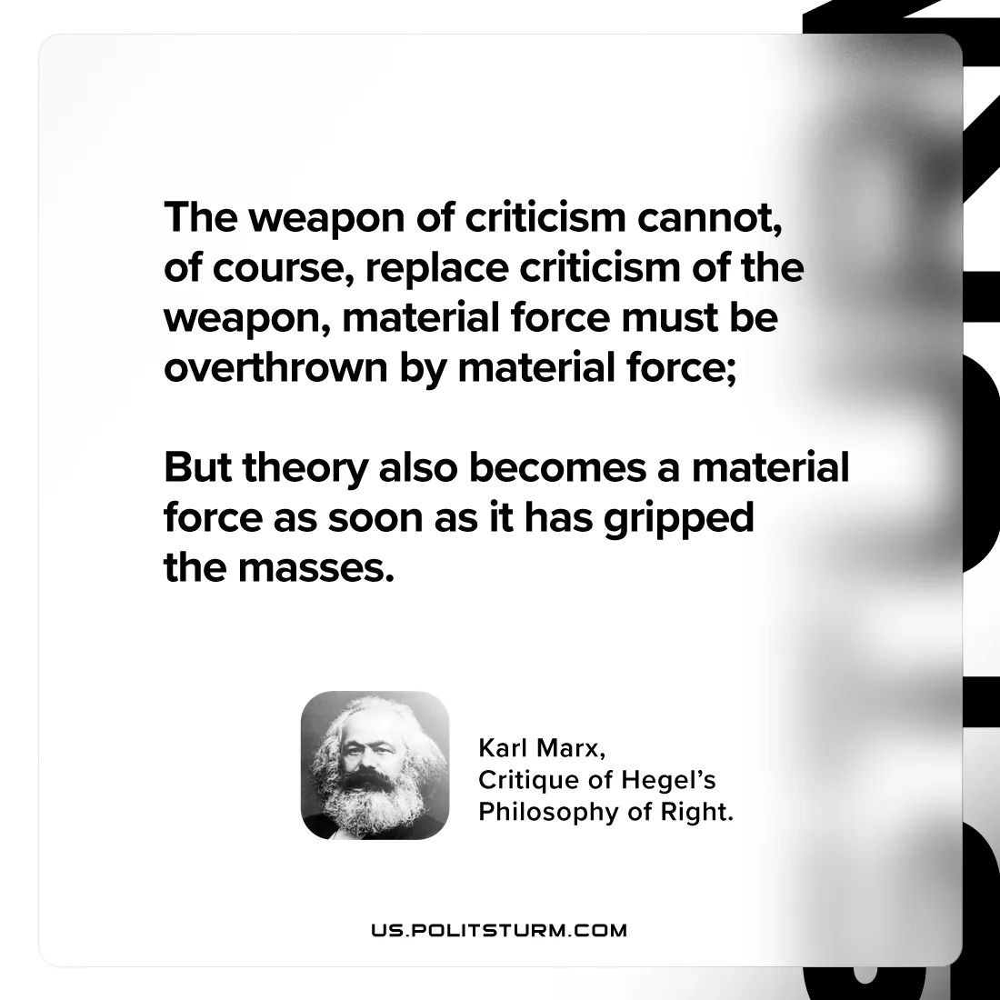 The weapon of criticism cannot,
of course, replace criticism of the
weapon, material force must be
overthrown by material force;
But theory also becomes a material
force as soon as it has gripped
the masses.
Karl Marx,
Critique of Hegel’s
Philosophy of Right.
US.POLITSTURM.COM